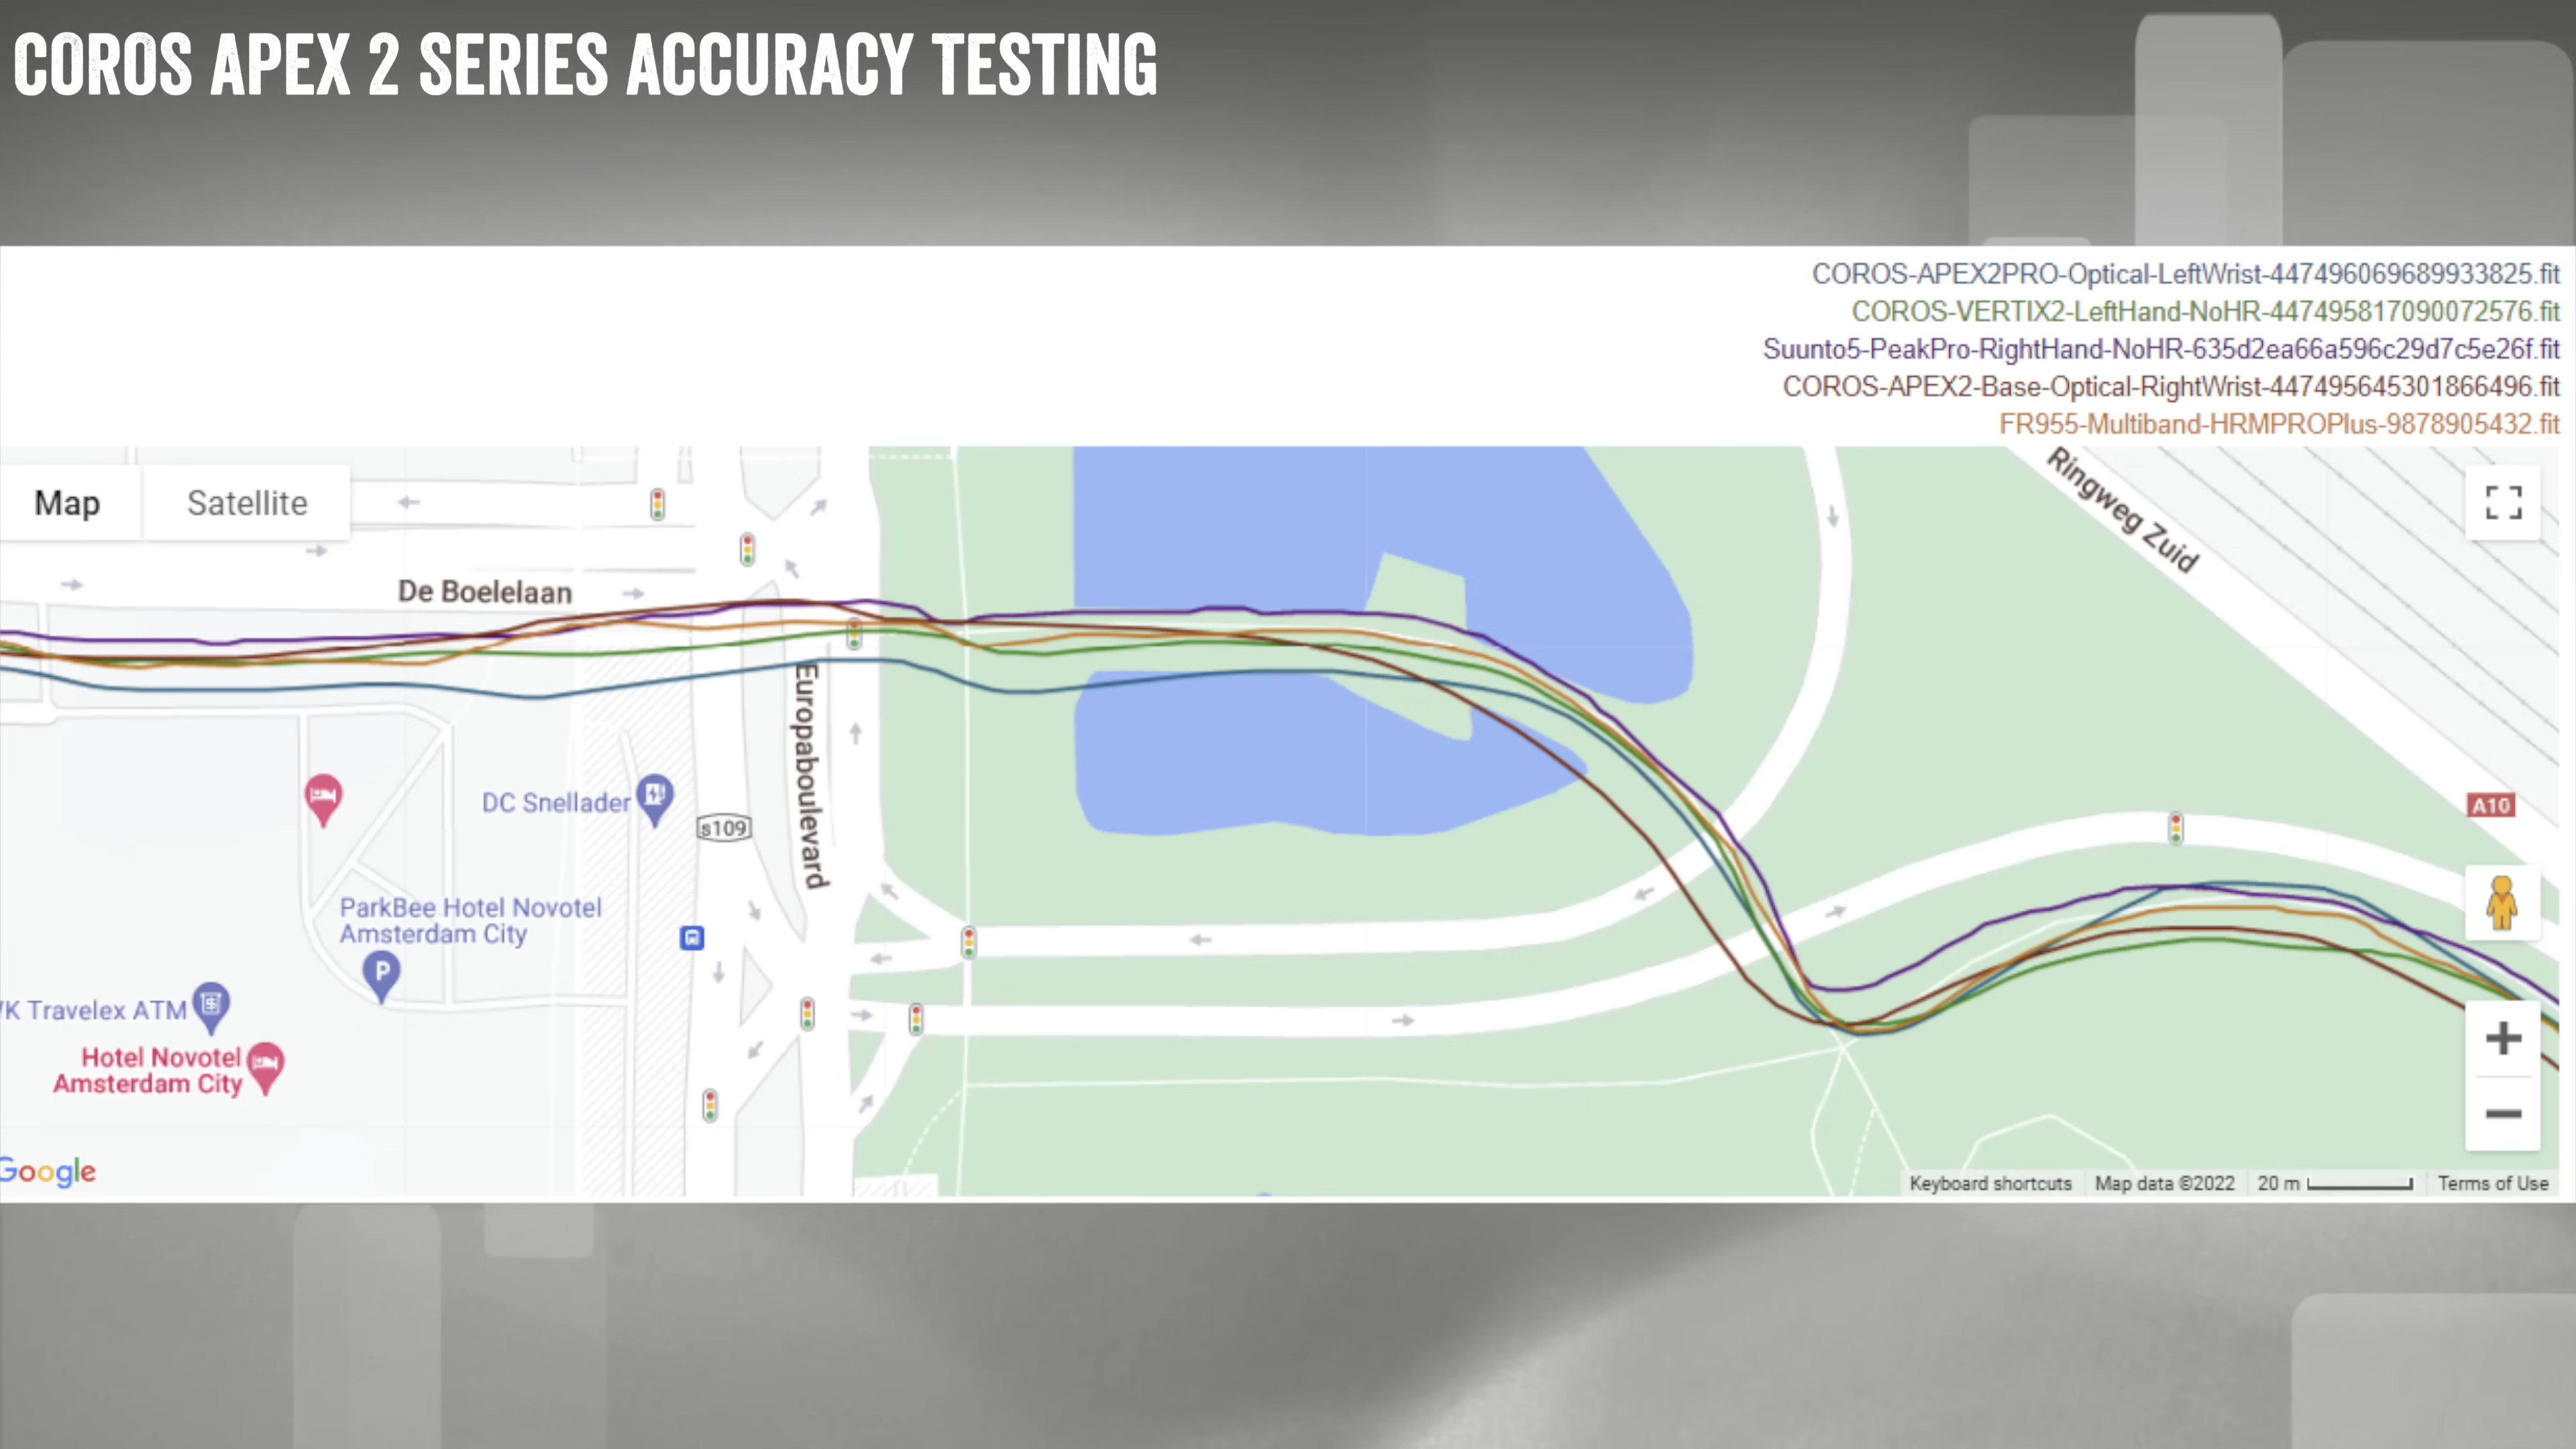 COROS APEX 2 SERIES ACCURACY TESTING
COROS-APEX2PRO-Optical-LeftWrist-447496069689933825.fit
COROS-VERTIX2-LeftHand-NoHR-447495817090072576.fit
Suunto5-PeakPro-RightHand-NoHR-635d2ea66a596c29d7c5e26f.fit
COROS-APEX2-Base-Optical-RightWrist-447495645301866496.fit
FR955-Multiband-HRMPROPlus-9878905432.fit
Map
Satellite
Ringweg Zuid
De Boelelaan
Europaboulevard
A10
DC Snellader
s109
ParkBee Hotel Novotel
Amsterdam City
P
K Travelex ATM
Hotel Novotel
Amsterdam City
Google
Keyboard shortcuts
Map data ©2022
20 m
Terms of Use